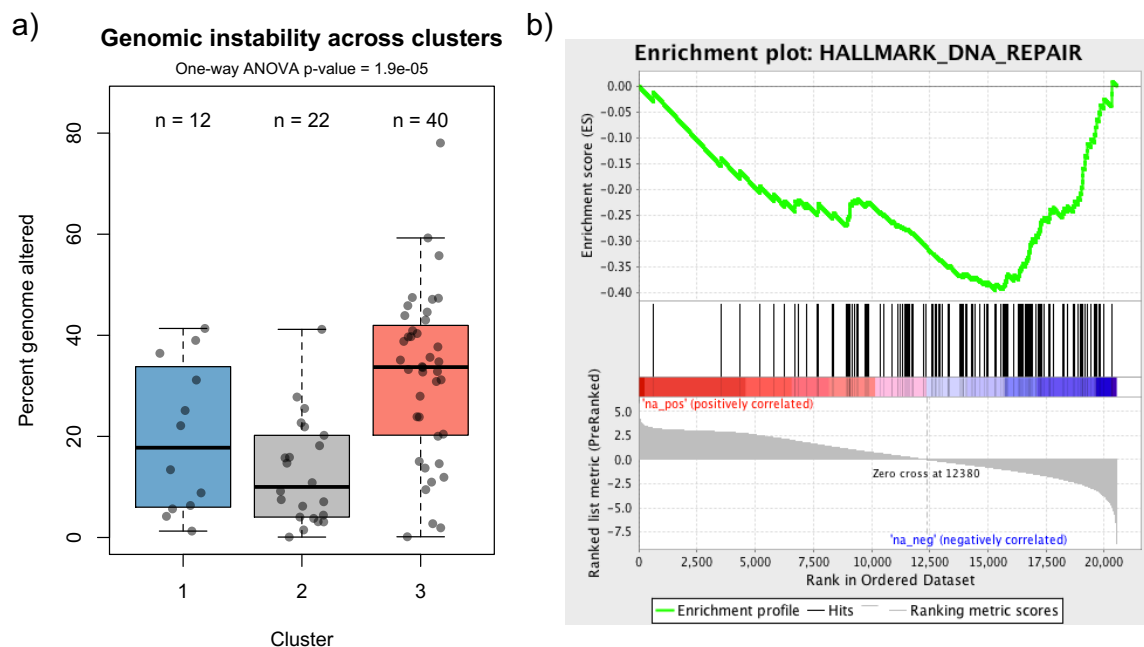 a)
Genomic instability across clusters
One-way ANOVA p-value = 1.9e-05
n = 12
n = 22
n = 40
80
60
40
20
0
Percent genome altered
1
2
3
Cluster
b)
Enrichment plot: HALLMARK_DNA_REPAIR
0.00
-0.05
-0.10
-0.15
-0.20
-0.25
-0.30
-0.35
-0.40
Enrichment score (ES)
'na_pos' (positively correlated)
5.0
2.5
0.0
-2.5
-5.0
-7.5
Ranked list metric (PreRanked)
Zero cross at 12380
'na_neg' (negatively correlated)
0
2,500
5,000
7,500
10,000
12,500
15,000
17,500
20,000
Rank in Ordered Dataset
Enrichment profile
Hits
Ranking metric scores